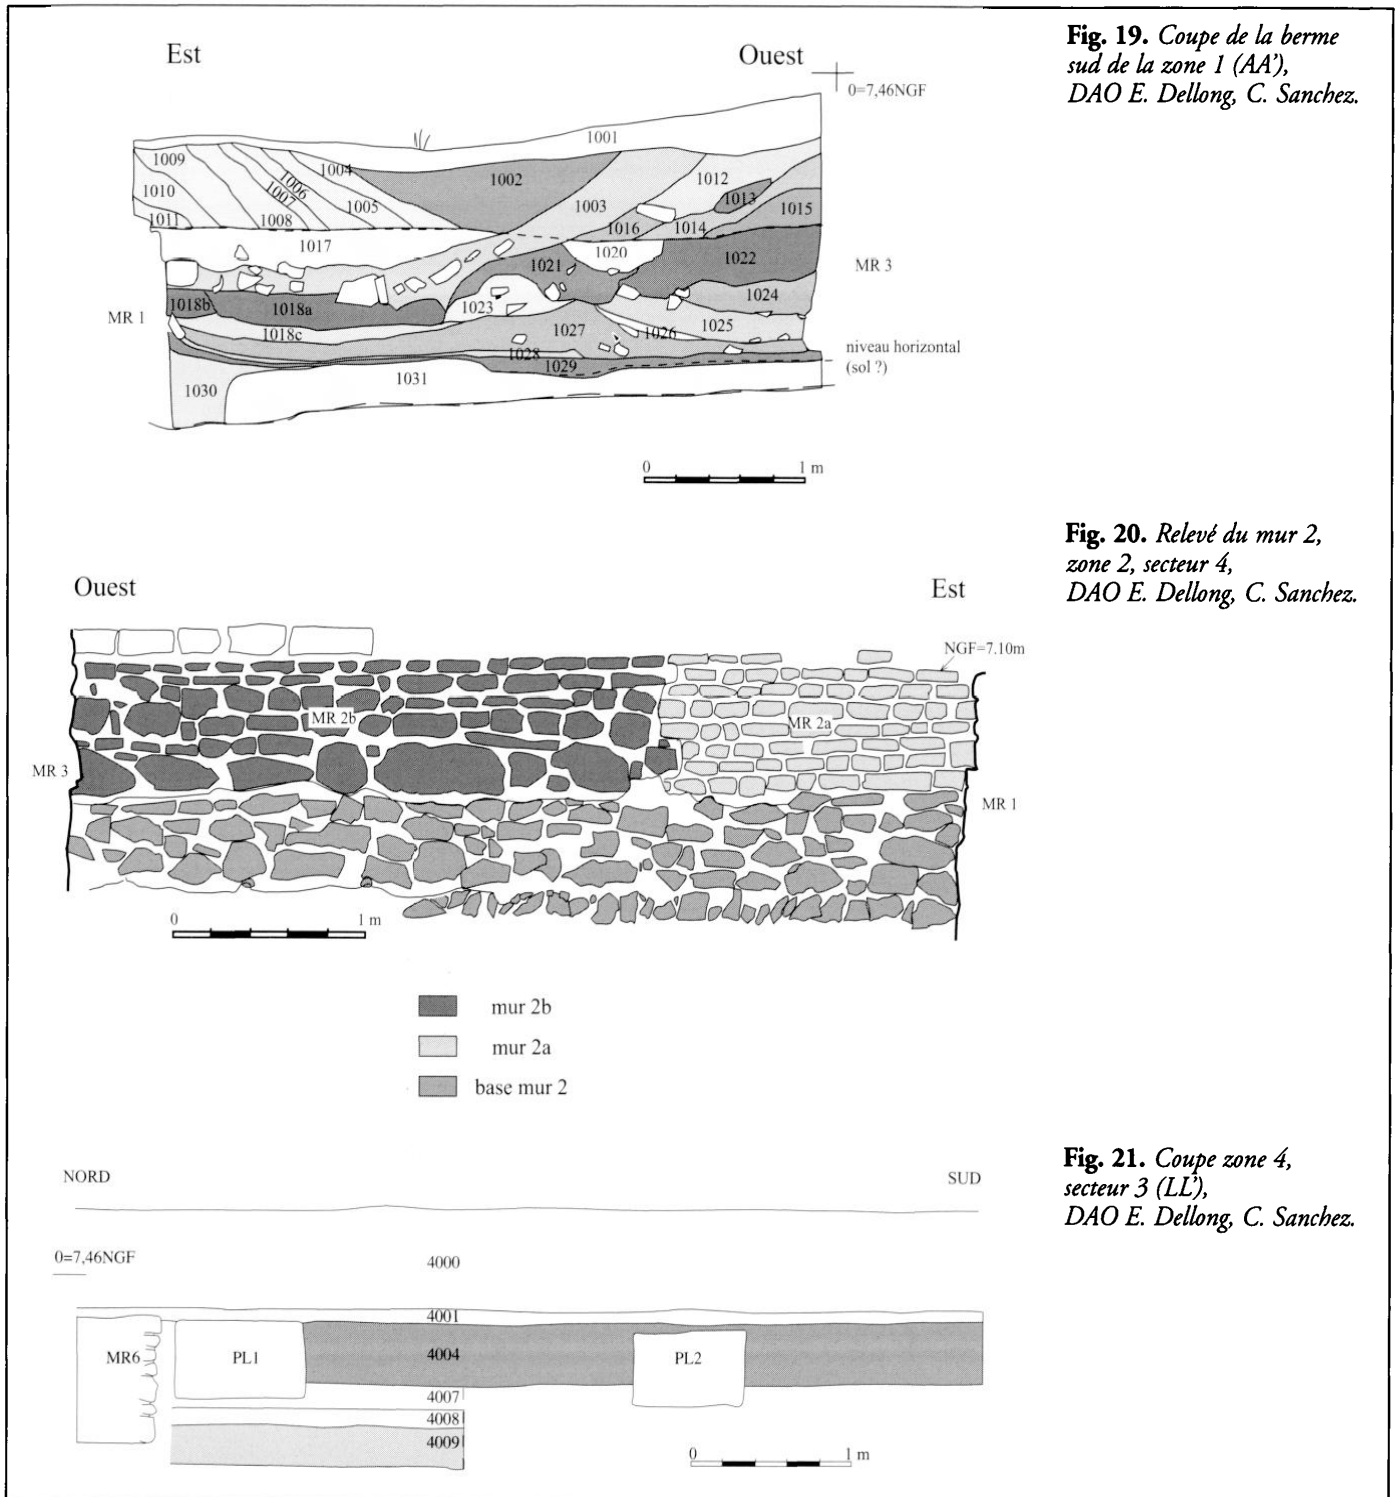 Fig. 19. Coupe de la berme
sud de la zone 1 (AA'),
DAO E. Dellong, C. Sanchez.
Est
Ouest
0=7,46NGF
1001
1009
1004
1002
1012
1010
1006
1013
1007
1005
1003
1015
1011
1008
1016
1014
1017
1020
1021
1022
MR 3
1018b
1018a
1023
1024
MR 1
1018c
1027
1026
1025
1028
niveau horizontal
(sol ?)
1029
1030
1031
0
1 m
Fig. 20. Relevé du mur 2,
zone 2, secteur 4,
DAO E. Dellong, C. Sanchez.
Ouest
Est
NGF=7.10m
MR 2b
MR 2a
MR 3
MR 1
0
1 m
mur 2b
mur 2a
base mur 2
Fig. 21. Coupe zone 4,
secteur 3 (LL'),
DAO E. Dellong, C. Sanchez.
NORD
SUD
0=7,46NGF
4000
4001
MR6
PL1
4004
PL2
4007
4008
4009
0
1 m